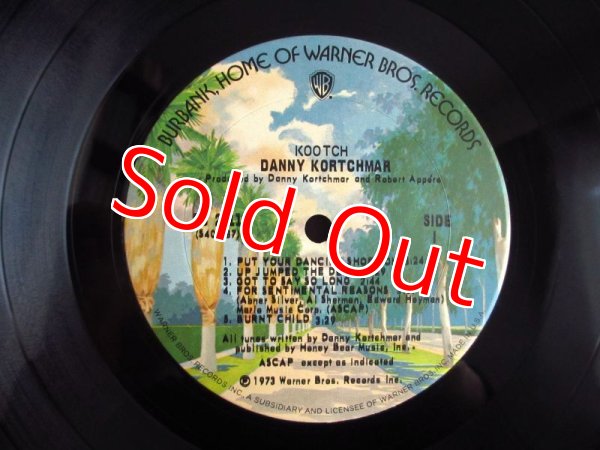 BURBANK, HOME OF WARNER BROS. RECORDS
WB
KOOTCH
DANNY KORTCHMAR
Produced by Danny Kortchmar and Robert Appère
Sold Out
SIDE
1
1. PUT YOUR DANCIN SHOES
2. UP JUMPED THE
3. GOT TO SAY SO LONG 2:44
4. FOR SENTIMENTAL REASONS
(Abner Silver, Al Sherman, Edward Heyman)
Marlo Music Corp. (ASCAP)
5. BURNT CHILD 3:29
All tunes written by Danny Kortchmar and
published by Honey Bear Music, Inc.,
ASCAP except as indicated
℗ 1973 Warner Bros. Records Inc.
WARNER BROS. RECORDS INC., A SUBSIDIARY AND LICENSEE OF WARNER BROS. INC. MADE IN U.S.A.